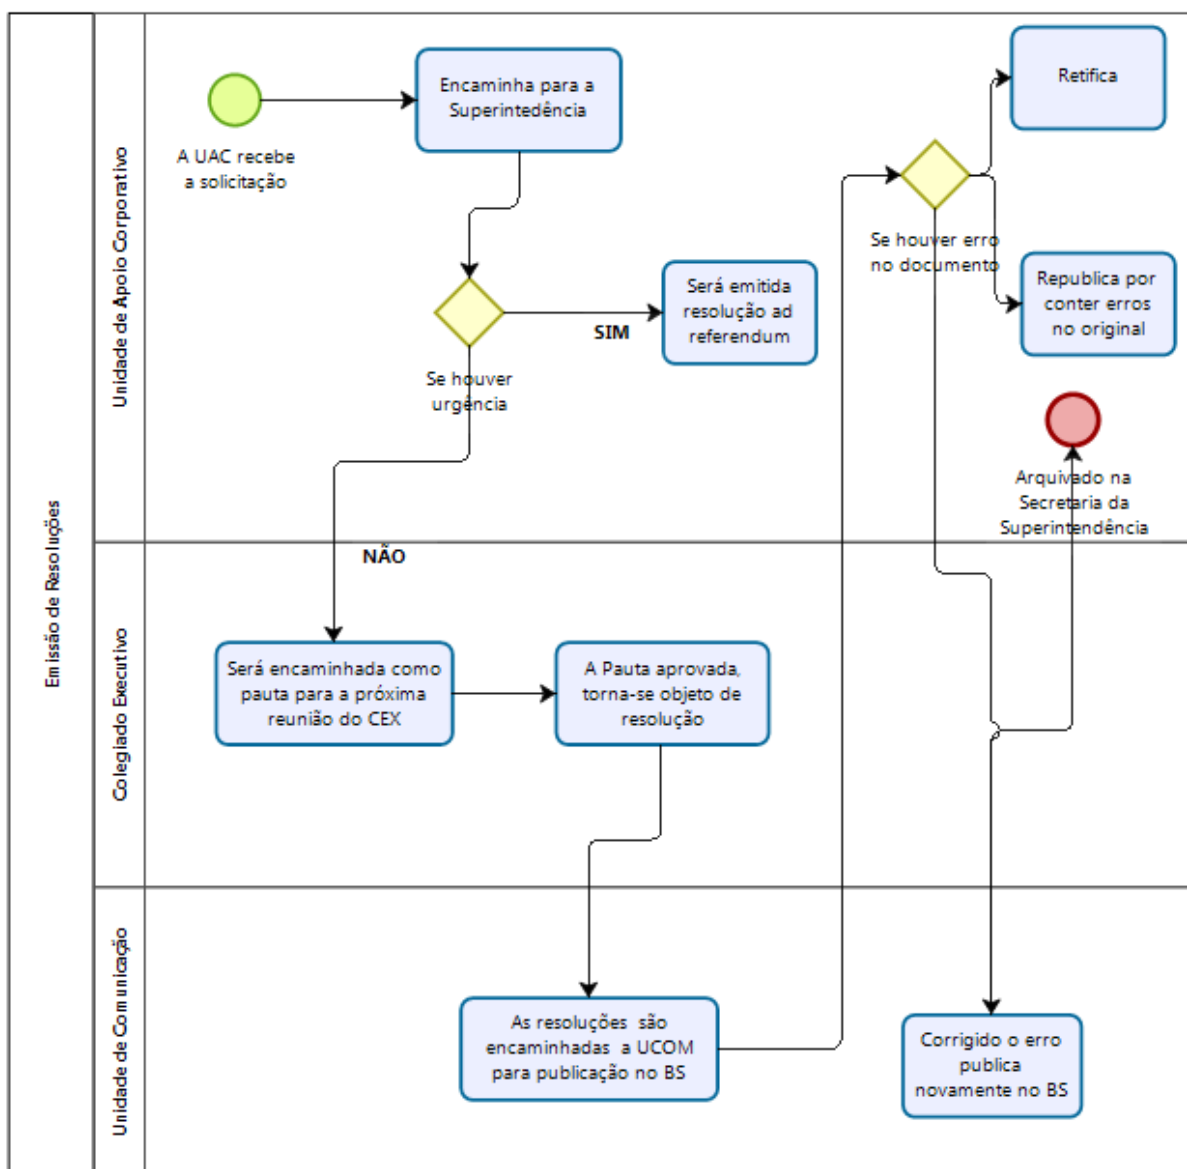 Emissão de Resoluções
Unidade de Apoio Corporativo
A UAC recebe
a solicitação
Encaminha para a
Superintedência
Se houver
urgência
SIM
Será emitida
resolução ad
referendum
NÃO
Se houver erro
no documento
Retifica
Republica por
conter erros
no original
Arquivado na
Secretaria da
Superintendência
Colegiado Executivo
Será encaminhada como
pauta para a próxima
reunião do CEX
A Pauta aprovada,
torna-se objeto de
resolução
Unidade de Comunicação
As resoluções são
encaminhadas a UCOM
para publicação no BS
Corrigido o erro
publica
novamente no BS